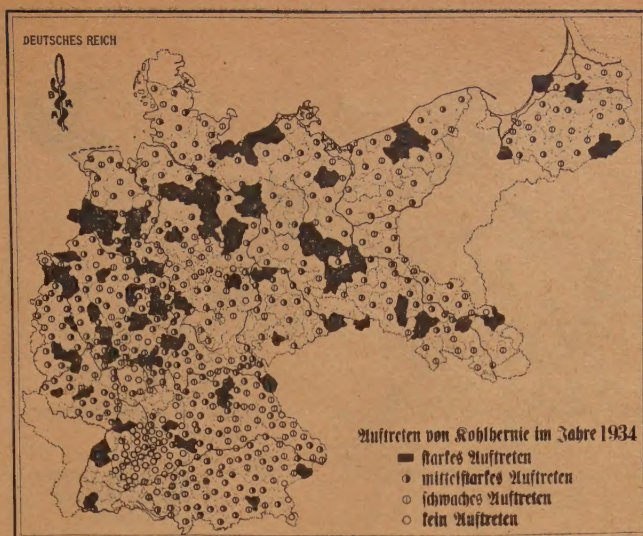 DEUTSCHES REICH
Auftreten von Kohlhernie im Jahre 1934
starkes Auftreten
mittelstarkes Auftreten
schwaches Auftreten
kein Auftreten